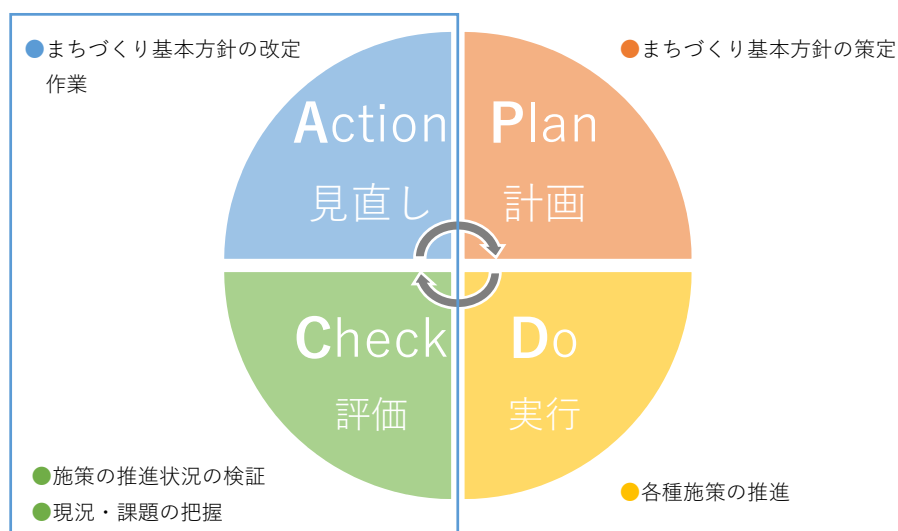 ●まちづくり基本方針の改定
作業
Action
見直し
●まちづくり基本方針の策定
Plan
計画
Check
評価
●施策の推進状況の検証
●現況・課題の把握
Do
実行
●各種施策の推進